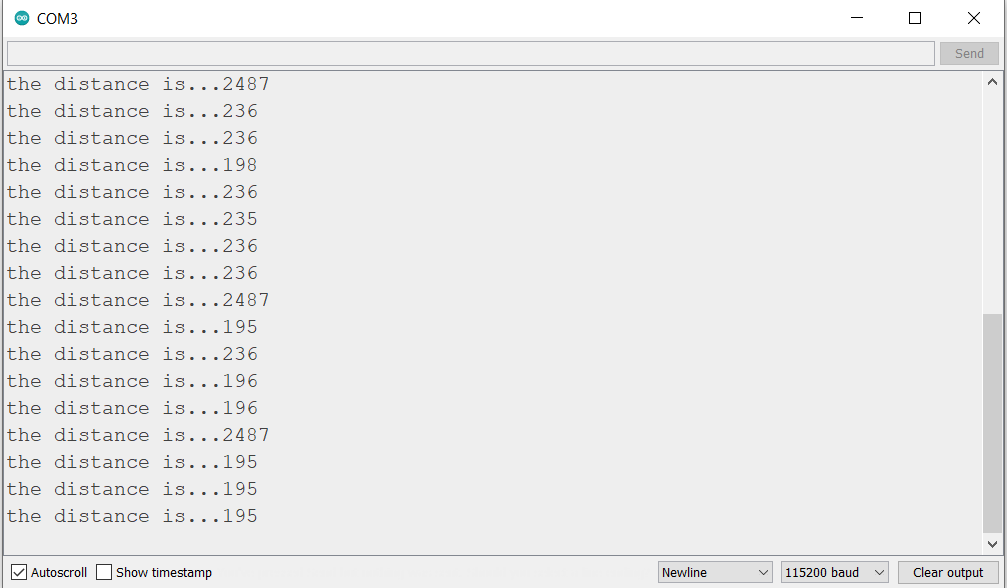 COM3
Send
the distance is...2487
the distance is...236
the distance is...236
the distance is...198
the distance is...236
the distance is...235
the distance is...236
the distance is...236
the distance is...2487
the distance is...195
the distance is...236
the distance is...196
the distance is...196
the distance is...2487
the distance is...195
the distance is...195
the distance is...195
Autoscroll Show timestamp Newline 115200 baud Clear output